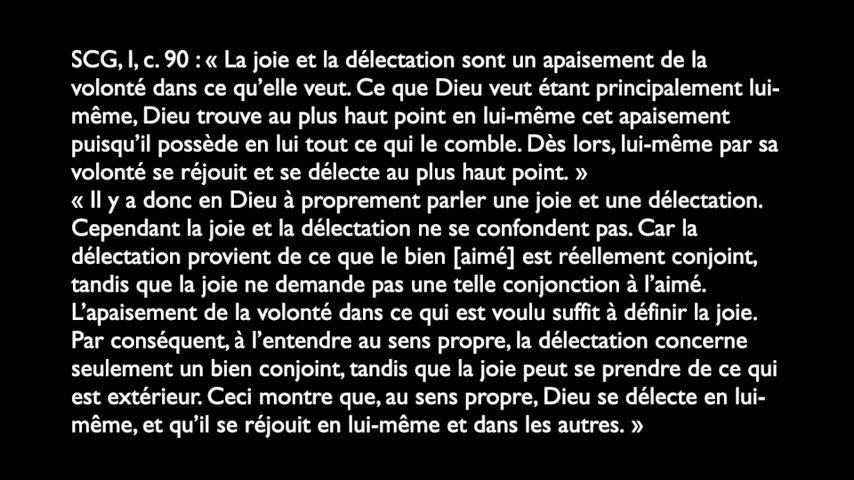 SCG, I, c. 90 : « La joie et la délectation sont un apaisement de la
volonté dans ce qu’elle veut. Ce que Dieu veut étant principalement lui-
même, Dieu trouve au plus haut point en lui-même cet apaisement
puisqu’il possède en lui tout ce qui le comble. Dès lors, lui-même par sa
volonté se réjouit et se délecte au plus haut point. »
« Il y a donc en Dieu à proprement parler une joie et une délectation.
Cependant la joie et la délectation ne se confondent pas. Car la
délectation provient de ce que le bien [aimé] est réellement conjoint,
tandis que la joie ne demande pas une telle conjonction à l’aimé.
L’apaisement de la volonté dans ce qui est voulu suffit à définir la joie.
Par conséquent, à l’entendre au sens propre, la délectation concerne
seulement un bien conjoint, tandis que la joie peut se prendre de ce qui
est extérieur. Ceci montre que, au sens propre, Dieu se délecte en lui-
même, et qu’il se réjouit en lui-même et dans les autres. »